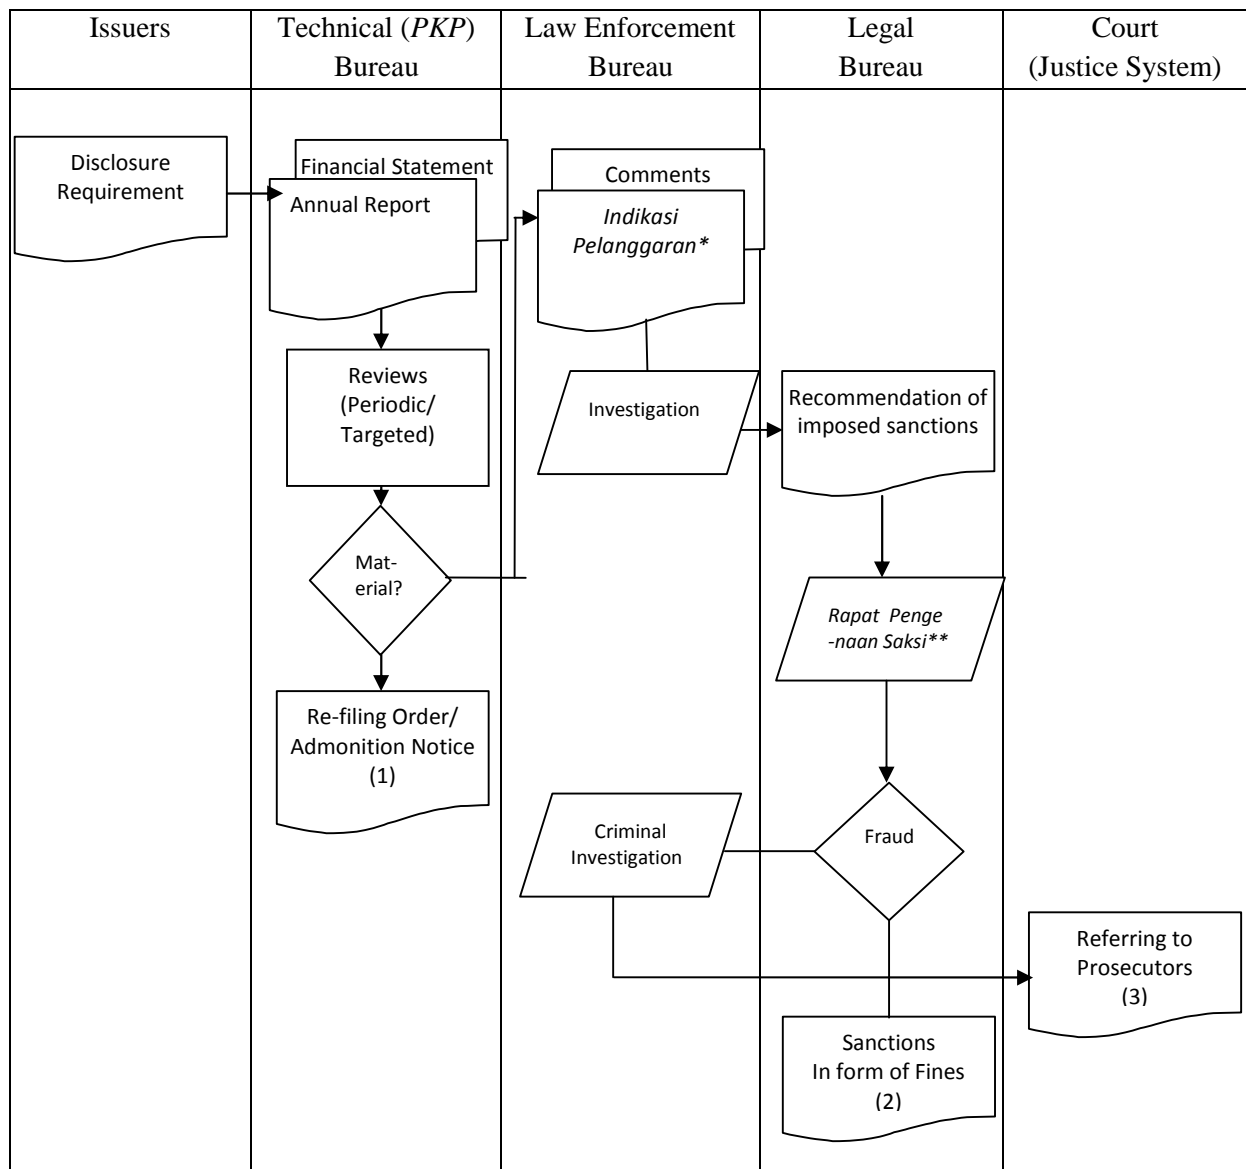 Issuers
Technical (PKP)
Bureau
Law Enforcement
Bureau
Legal
Bureau
Court
(Justice System)
Disclosure
Requirement
Financial Statement
Annual Report
Comments
Indikasi
Pelanggaran*
Reviews
(Periodic/
Targeted)
Investigation
Recommendation of
imposed sanctions
Mat-
erial?
Rapat Penge
-naan Saksi**
Re-filing Order/
Admonition Notice
(1)
Criminal
Investigation
Fraud
Referring to
Prosecutors
(3)
Sanctions
In form of Fines
(2)